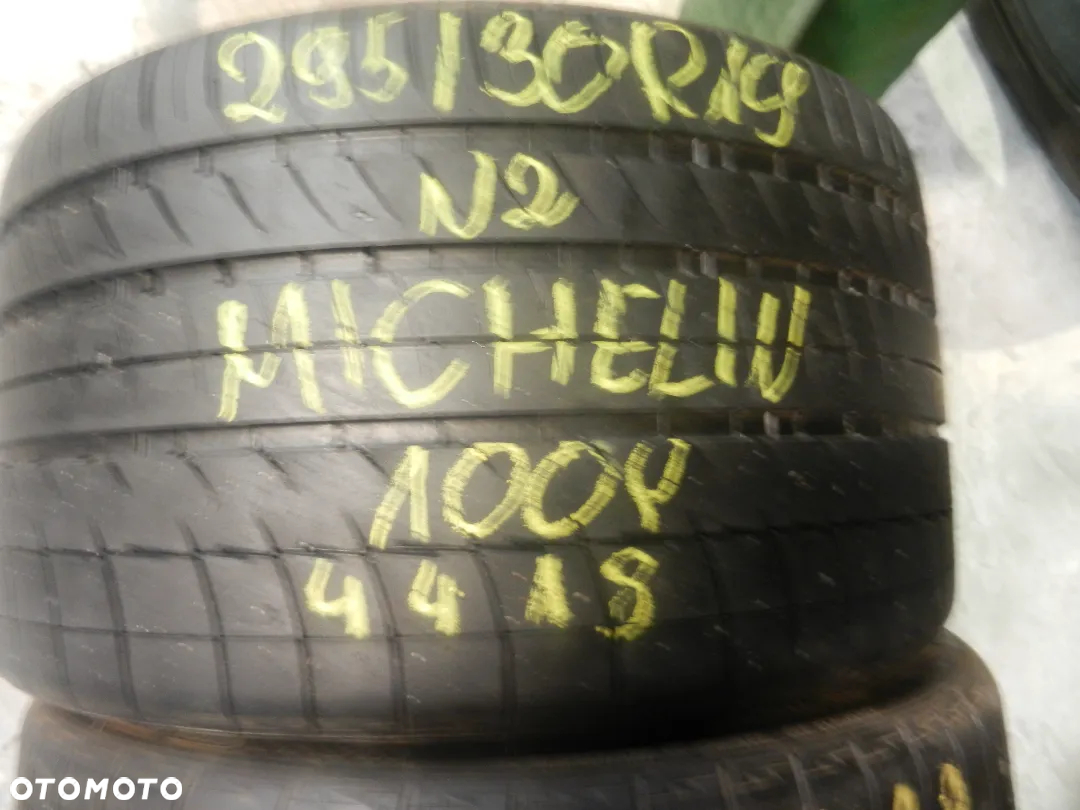 295/30R19
N2
MICHELIN
100Y
4418
OTOMOTO